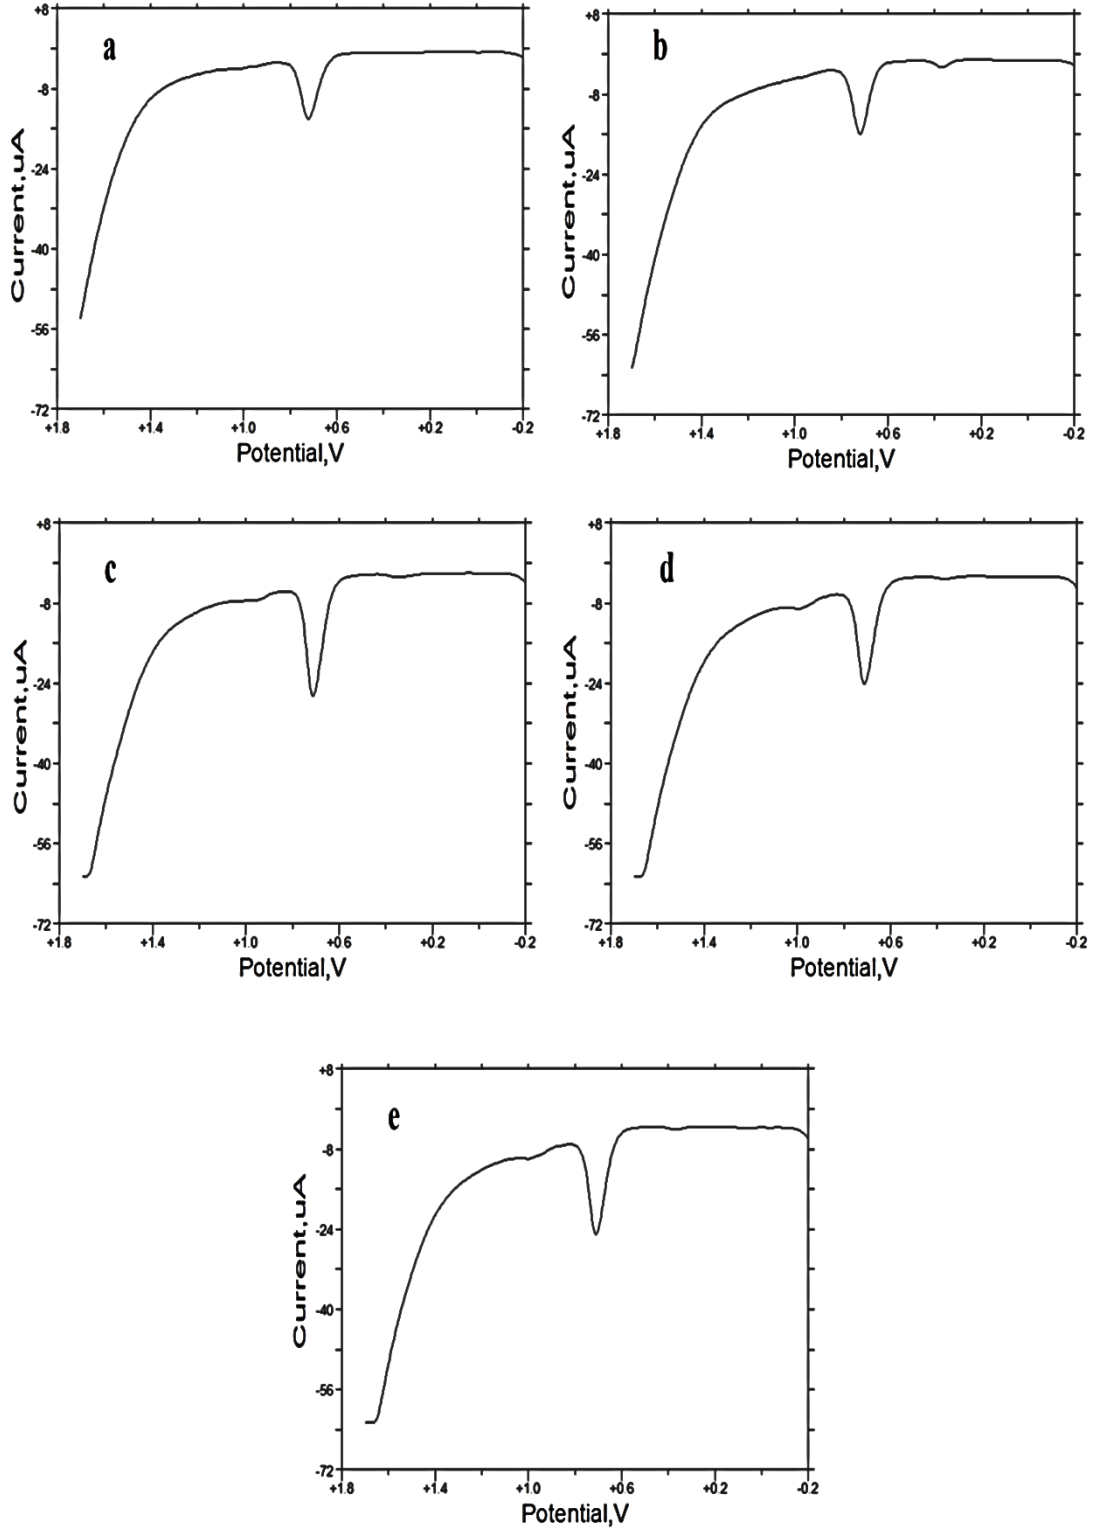 a
+8
-8
-24
-40
-56
-72
Current,uA
+1.8 +1.4 +1.0 +0.6 +0.2 -0.2
Potential,V
b
+8
-8
-24
-40
-56
-72
Current,uA
+1.8 +1.4 +1.0 +0.6 +0.2 -0.2
Potential,V
c
+8
-8
-24
-40
-56
-72
Current,uA
+1.8 +1.4 +1.0 +0.6 +0.2 -0.2
Potential,V
d
+8
-8
-24
-40
-56
-72
Current,uA
+1.8 +1.4 +1.0 +0.6 +0.2 -0.2
Potential,V
e
+8
-8
-24
-40
-56
-72
Current,uA
+1.8 +1.4 +1.0 +0.6 +0.2 -0.2
Potential,V